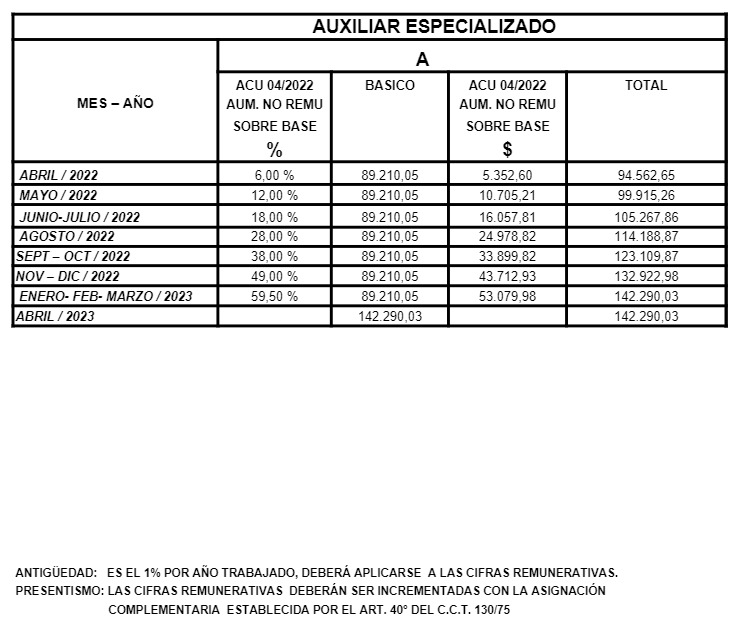 AUXILIAR ESPECIALIZADO
A
MES – AÑO
ACU 04/2022
AUM. NO REMU
SOBRE BASE
%
BASICO
ACU 04/2022
AUM. NO REMU
SOBRE BASE
$
TOTAL
ABRIL / 2022 6,00 % 89.210,05 5.352,60 94.562,65
MAYO / 2022 12,00 % 89.210,05 10.705,21 99.915,26
JUNIO-JULIO / 2022 18,00 % 89.210,05 16.057,81 105.267,86
AGOSTO / 2022 28,00 % 89.210,05 24.978,82 114.188,87
SEPT – OCT / 2022 38,00 % 89.210,05 33.899,82 123.109,87
NOV – DIC / 2022 49,00 % 89.210,05 43.712,93 132.922,98
ENERO- FEB- MARZO / 2023 59,50 % 89.210,05 53.079,98 142.290,03
ABRIL / 2023 142.290,03 142.290,03
ANTIGÜEDAD: ES EL 1% POR AÑO TRABAJADO, DEBERÁ APLICARSE A LAS CIFRAS REMUNERATIVAS.
PRESENTISMO: LAS CIFRAS REMUNERATIVAS DEBERÁN SER INCREMENTADAS CON LA ASIGNACIÓN
COMPLEMENTARIA ESTABLECIDA POR EL ART. 40° DEL C.C.T. 130/75